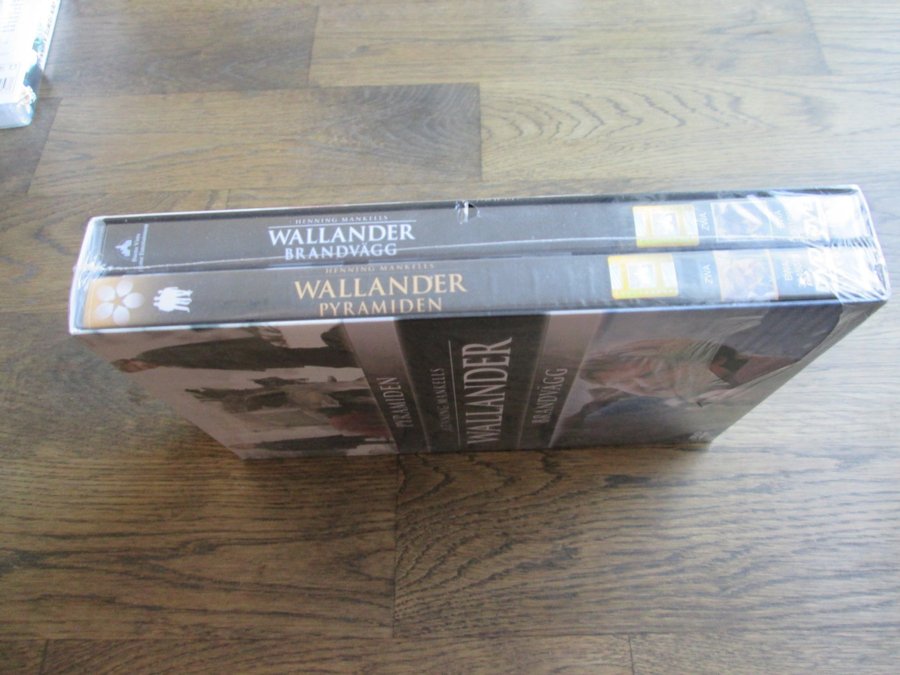 HENNING MANKELLS
WALLANDER
BRANDVÄGG
HENNING MANKELLS
WALLANDER
PYRAMIDEN
PYRAMIDEN
HENNING MANKELLS
WALLANDER
BRANDVÄGG